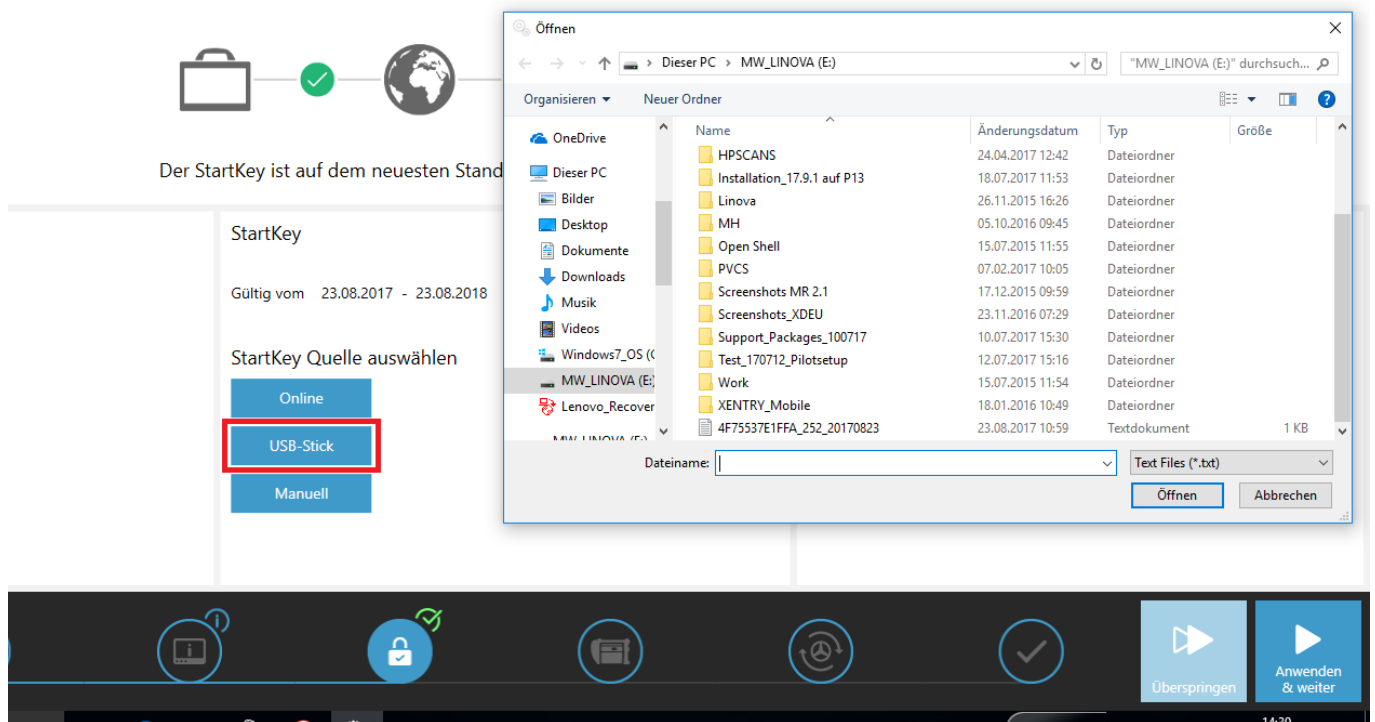 Öffnen
Dieser PC > MW_LINOVA (E:)
"MW_LINOVA (E:)" durchsuch...
Organisieren
Neuer Ordner
OneDrive
Dieser PC
Bilder
Desktop
Dokumente
Downloads
Musik
Videos
Windows7_OS (C
MW_LINOVA (E:)
Lenovo_Recover
MW_LINOVA (E:)
Name Änderungsdatum Typ Größe
HPSCANS 24.04.2017 12:42 Dateiordner
Installation_17.9.1 auf P13 18.07.2017 11:53 Dateiordner
Linova 26.11.2015 16:26 Dateiordner
MH 05.10.2016 09:45 Dateiordner
Open Shell 15.07.2015 11:55 Dateiordner
PVCS 07.02.2017 10:05 Dateiordner
Screenshots MR 2.1 17.12.2015 09:59 Dateiordner
Screenshots_XDEU 23.11.2016 07:29 Dateiordner
Support_Packages_100717 10.07.2017 15:30 Dateiordner
Test_170712_Pilotsetup 12.07.2017 15:16 Dateiordner
Work 15.07.2015 11:54 Dateiordner
XENTRY_Mobile 18.01.2016 10:49 Dateiordner
4F75537E1FFA_252_20170823 23.08.2017 10:59 Textdokument 1 KB
Dateiname:
Text Files (*.txt)
Öffnen
Abbrechen
Der StartKey ist auf dem neuesten Stand
StartKey
Gültig vom 23.08.2017 - 23.08.2018
StartKey Quelle auswählen
Online
USB-Stick
Manuell
Überspringen
Anwenden
& weiter
14:20